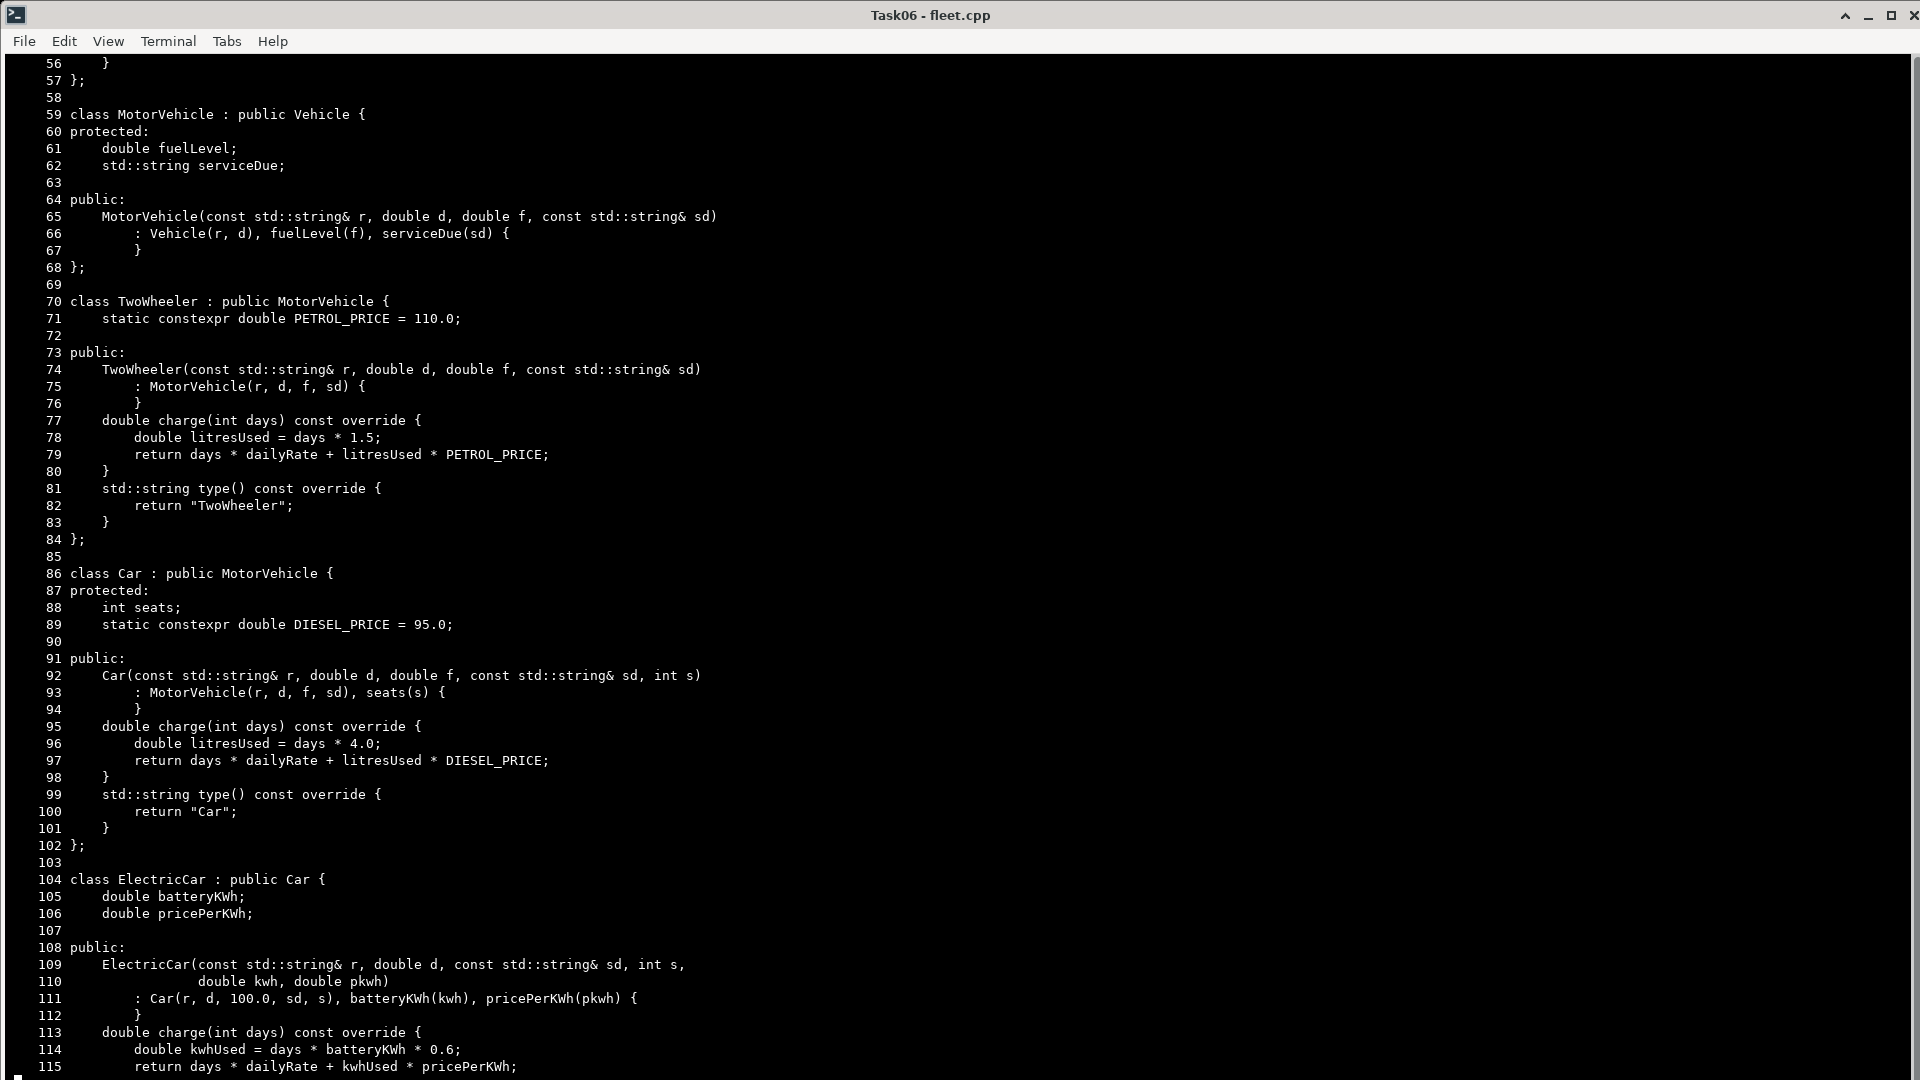 Task06 - fleet.cpp
File Edit View Terminal Tabs Help
56     }
57 };
58
59 class MotorVehicle : public Vehicle {
60 protected:
61     double fuelLevel;
62     std::string serviceDue;
63
64 public:
65     MotorVehicle(const std::string& r, double d, double f, const std::string& sd)
66         : Vehicle(r, d), fuelLevel(f), serviceDue(sd) {
67         }
68 };
69
70 class TwoWheeler : public MotorVehicle {
71     static constexpr double PETROL_PRICE = 110.0;
72
73 public:
74     TwoWheeler(const std::string& r, double d, double f, const std::string& sd)
75         : MotorVehicle(r, d, f, sd) {
76         }
77     double charge(int days) const override {
78         double litresUsed = days * 1.5;
79         return days * dailyRate + litresUsed * PETROL_PRICE;
80     }
81     std::string type() const override {
82         return "TwoWheeler";
83     }
84 };
85
86 class Car : public MotorVehicle {
87 protected:
88     int seats;
89     static constexpr double DIESEL_PRICE = 95.0;
90
91 public:
92     Car(const std::string& r, double d, double f, const std::string& sd, int s)
93         : MotorVehicle(r, d, f, sd), seats(s) {
94         }
95     double charge(int days) const override {
96         double litresUsed = days * 4.0;
97         return days * dailyRate + litresUsed * DIESEL_PRICE;
98     }
99     std::string type() const override {
100         return "Car";
101     }
102 };
103
104 class ElectricCar : public Car {
105     double batteryKWh;
106     double pricePerKWh;
107
108 public:
109     ElectricCar(const std::string& r, double d, const std::string& sd, int s,
110                 double kwh, double pkwh)
111         : Car(r, d, 100.0, sd, s), batteryKWh(kwh), pricePerKWh(pkwh) {
112         }
113     double charge(int days) const override {
114         double kwhUsed = days * batteryKWh * 0.6;
115         return days * dailyRate + kwhUsed * pricePerKWh;